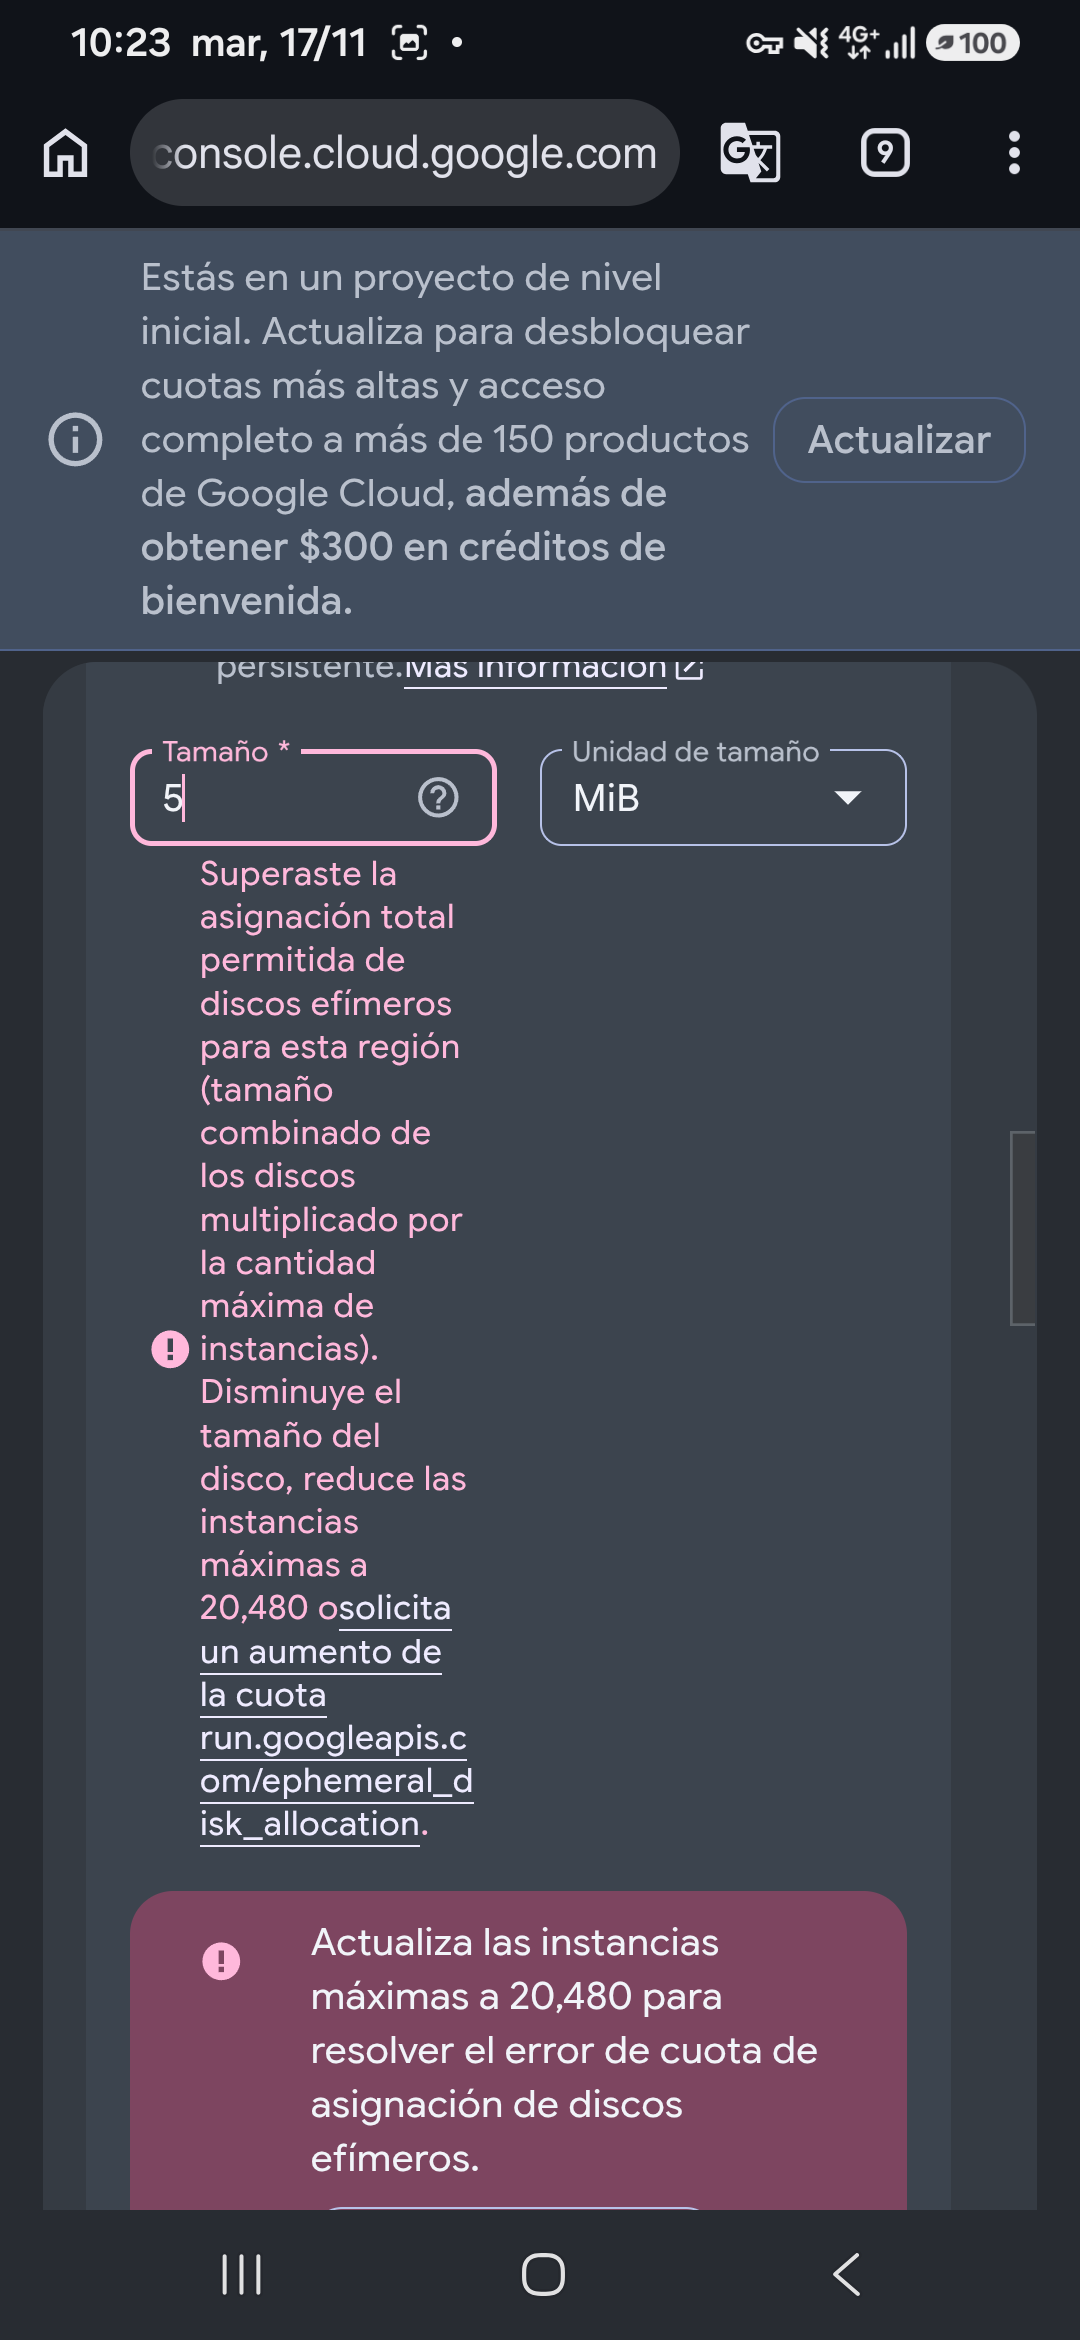 10:23 mar, 17/11
4G+ 100
console.cloud.google.com
9
Estás en un proyecto de nivel
inicial. Actualiza para desbloquear
cuotas más altas y acceso
completo a más de 150 productos
de Google Cloud, además de
obtener $300 en créditos de
bienvenida.
Actualizar
persistente.Más información
Tamaño *
5
Unidad de tamaño
MiB
Superaste la
asignación total
permitida de
discos efímeros
para esta región
(tamaño
combinado de
los discos
multiplicado por
la cantidad
máxima de
instancias).
Disminuye el
tamaño del
disco, reduce las
instancias
máximas a
20,480 osolicita
un aumento de
la cuota
run.googleapis.c
om/ephemeral_d
isk_allocation.
Actualiza las instancias
máximas a 20,480 para
resolver el error de cuota de
asignación de discos
efímeros.